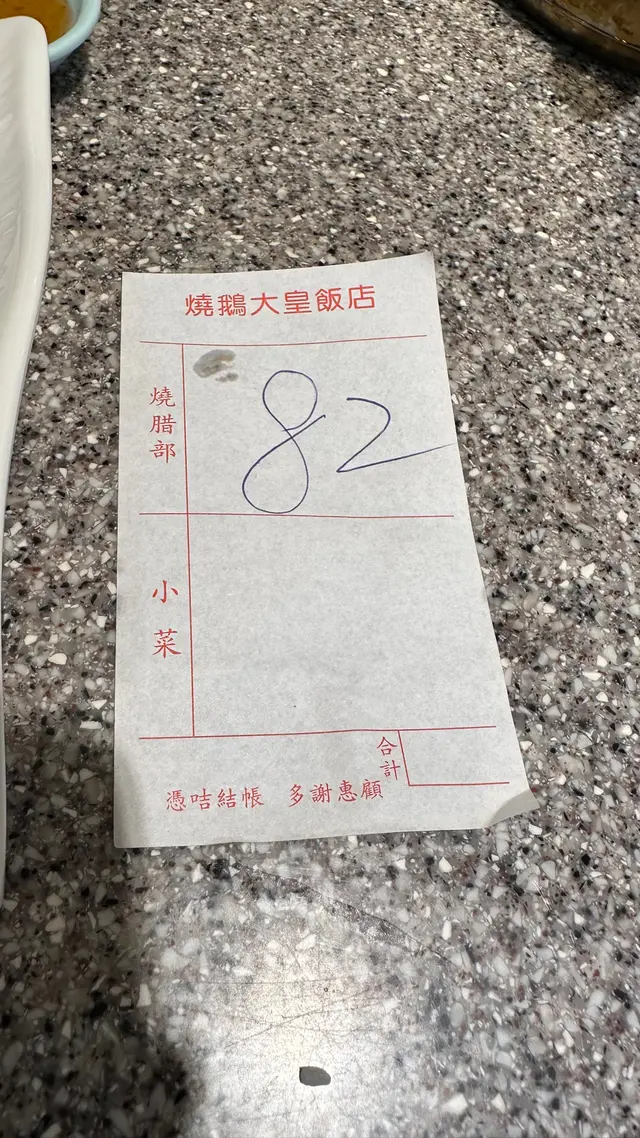 燒鵝大皇飯店
燒腊部
82
小菜
合計
憑咭結帳 多謝惠顧